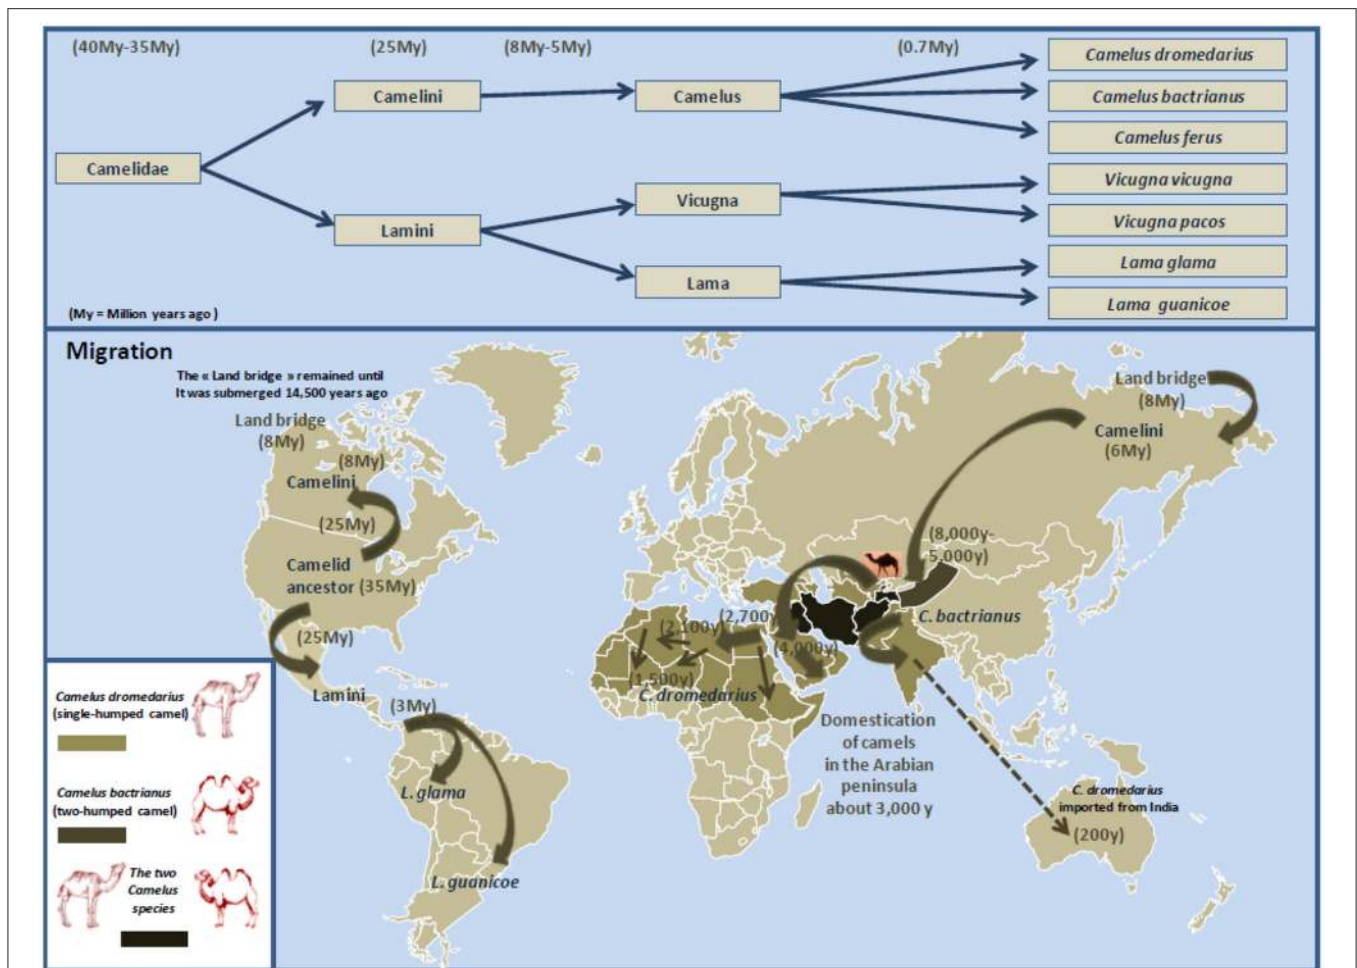 (40My-35My)
(25My)
(8My-5My)
(0.7My)
Camelidae
Camelini
Lamini
Camelus
Vicugna
Lama
Camelus dromedarius
Camelus bactrianus
Camelus ferus
Vicugna vicugna
Vicugna pacos
Lama glama
Lama guanicoe
(My = Million years ago )
Migration
The « Land bridge » remained until
It was submerged 14,500 years ago
Land bridge
(8My)
(8My)
Camelini
(25My)
Camelid
ancestor
(35My)
(25My)
Lamini
(3My)
L. glama
L. guanicoe
Land bridge
(8My)
Camelini
(6My)
(8,000y-
5,000y)
C. bactrianus
(2,700y
(2,100y)
(4,000y)
(1,500y)
C. dromedarius
Domestication
of camels
in the Arabian
peninsula
about 3,000 y
C. dromedarius
imported from India
(200y)
Camelus dromedarius
(single-humped camel)
Camelus bactrianus
(two-humped camel)
The two
Camelus
species